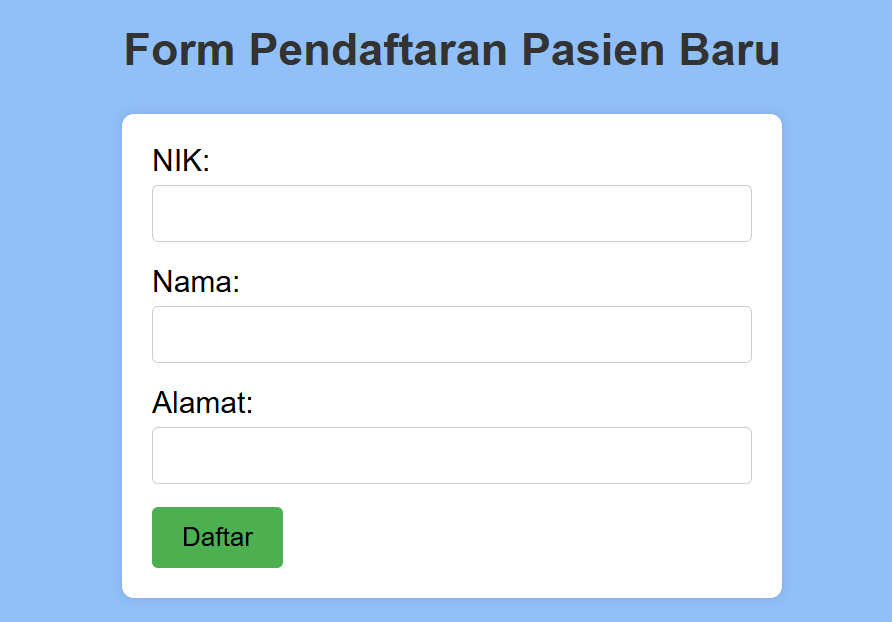 Form Pendaftaran Pasien Baru
NIK:
Nama:
Alamat:
Daftar